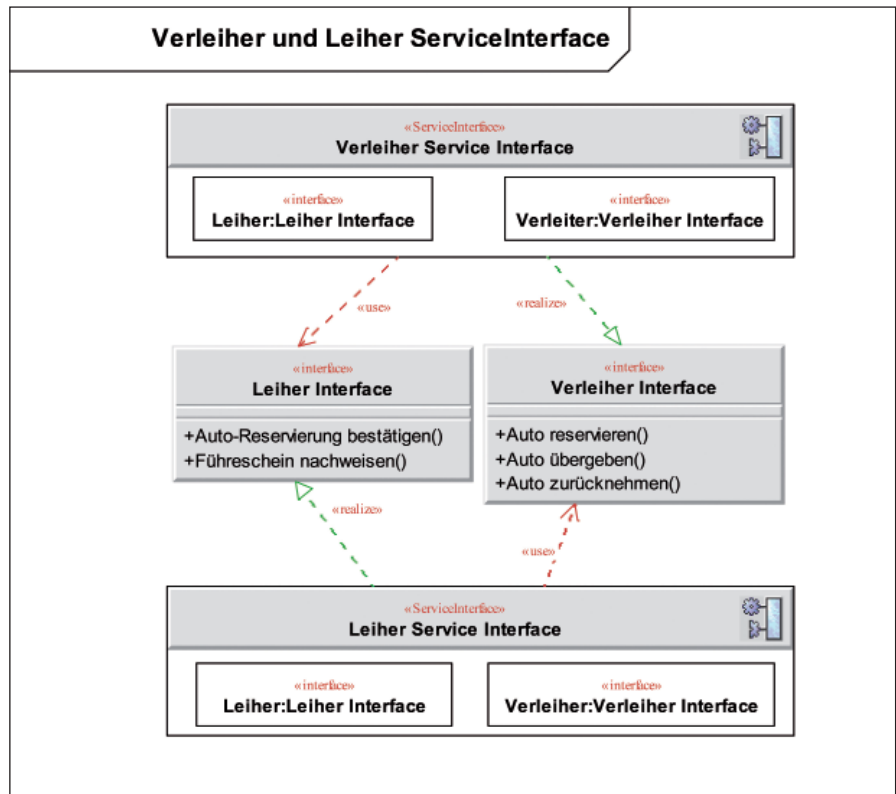 Verleiher und Leiher ServiceInterface
«ServiceInterface»
Verleiher Service Interface
«interface»
Leiher:Leiher Interface
«interface»
Verleiter:Verleiher Interface
«use»
«realize»
«interface»
Leiher Interface
+Auto-Reservierung bestätigen()
+Führeschein nachweisen()
«interface»
Verleiher Interface
+Auto reservieren()
+Auto übergeben()
+Auto zurücknehmen()
«realize»
«use»
«ServiceInterface»
Leiher Service Interface
«interface»
Leiher:Leiher Interface
«interface»
Verleiher:Verleiher Interface